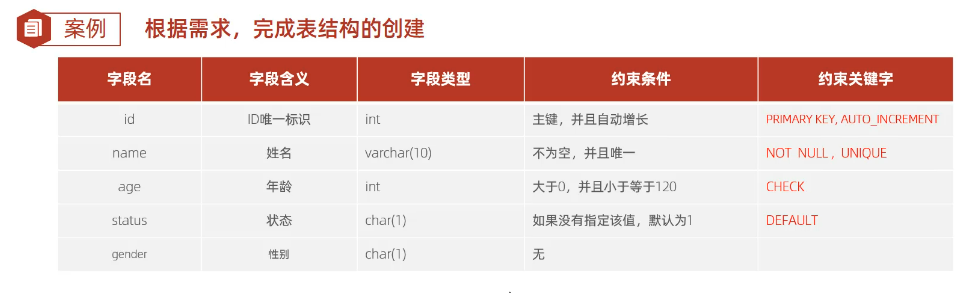 案例 根据需求，完成表结构的创建
字段名 字段含义 字段类型 约束条件 约束关键字
id ID唯一标识 int 主键，并且自动增长 PRIMARY KEY, AUTO_INCREMENT
name 姓名 varchar(10) 不为空，并且唯一 NOT NULL , UNIQUE
age 年龄 int 大于0，并且小于等于120 CHECK
status 状态 char(1) 如果没有指定该值，默认为1 DEFAULT
gender 性别 char(1) 无